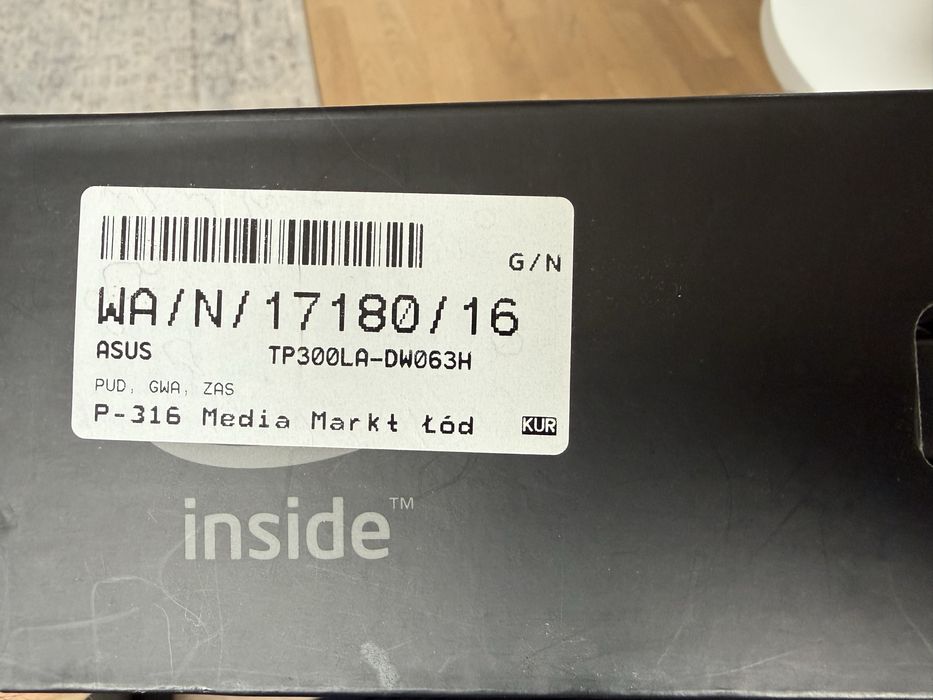 G/N
WA/N/17180/16
ASUS TP300LA-DW063H
PUD, GWA, ZAS
P-316 Media Markt Łód KUR
inside™